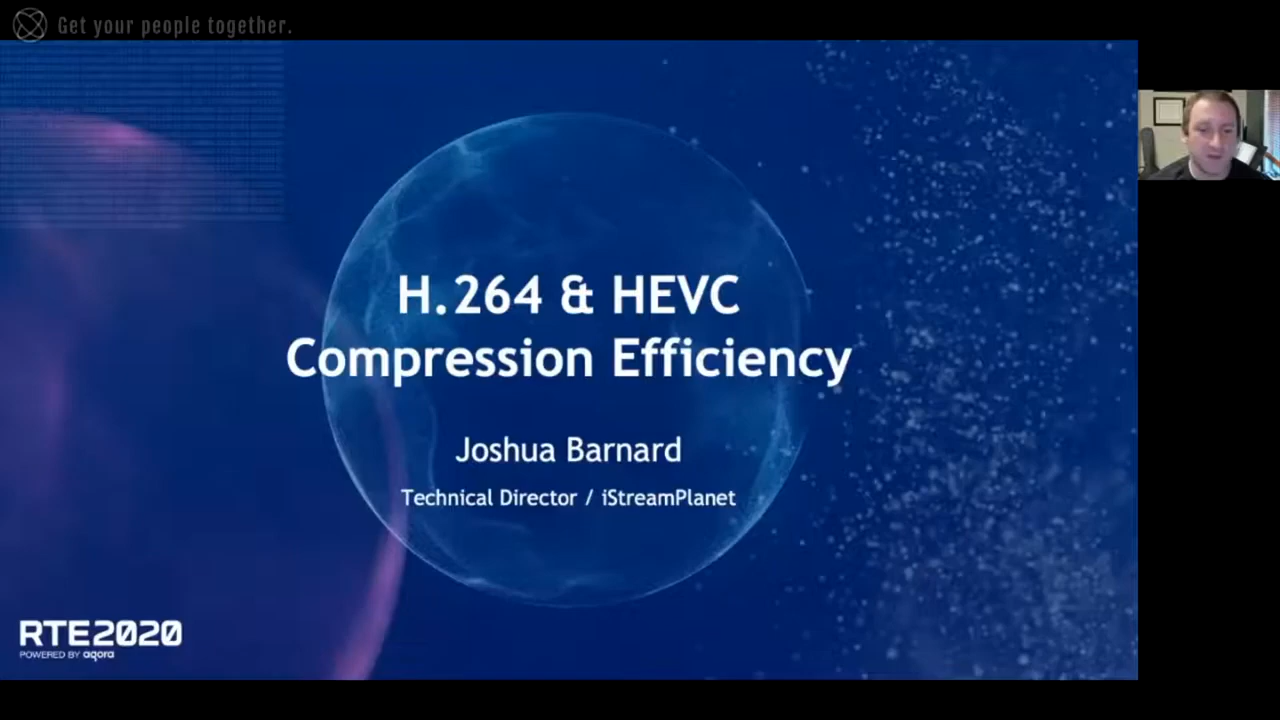 Get your people together.
H.264 & HEVC
Compression Efficiency
Joshua Barnard
Technical Director / iStreamPlanet
RTE2020
POWERED BY agora